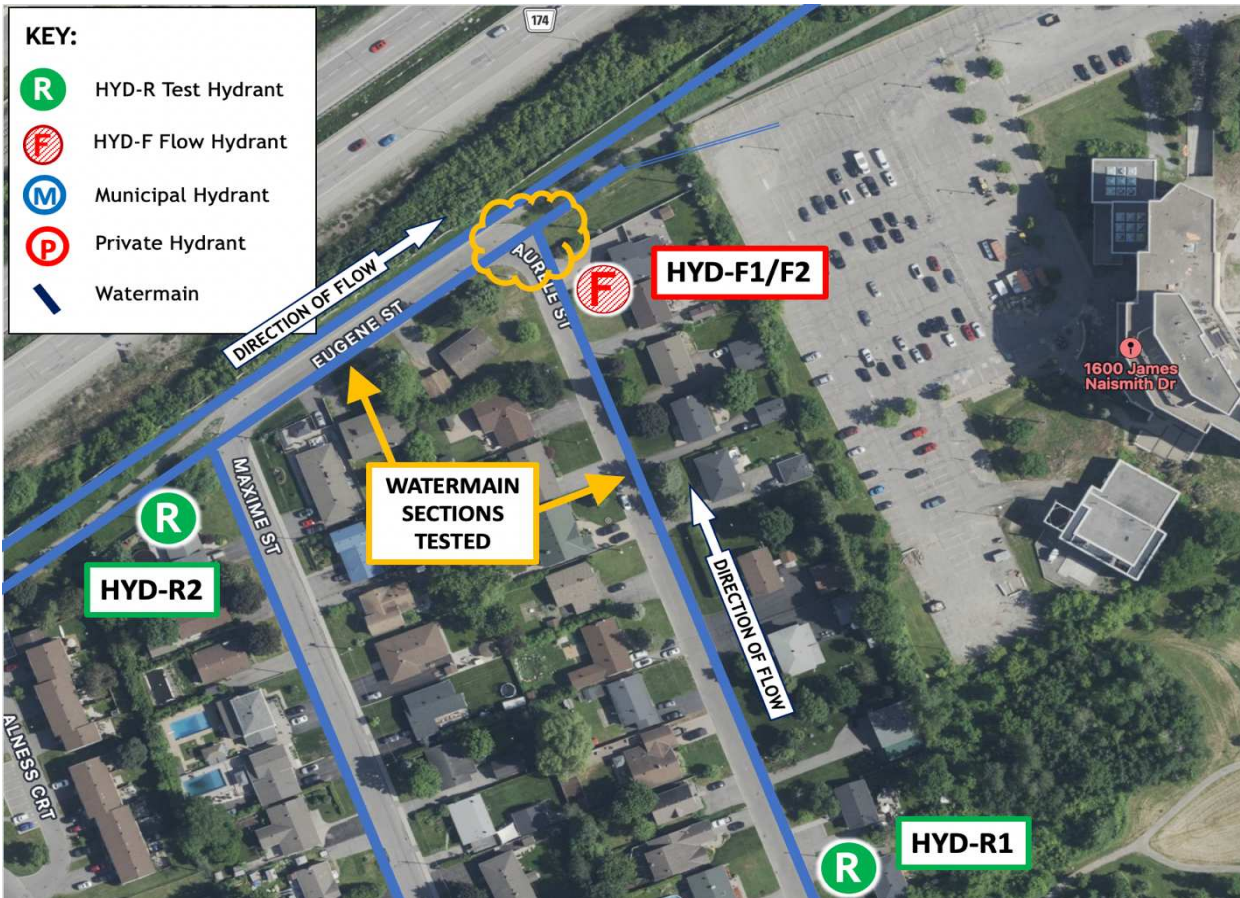 KEY:
R
HYD-R Test Hydrant
F
HYD-F Flow Hydrant
M
Municipal Hydrant
P
Private Hydrant
Watermain
174
DIRECTION OF FLOW
EUGENE ST
AURELE ST
F
HYD-F1/F2
1600 James
Naismith Dr
MAXIME ST
R
HYD-R2
WATERMAIN
SECTIONS
TESTED
DIRECTION OF FLOW
ALNESS CRT
R
HYD-R1